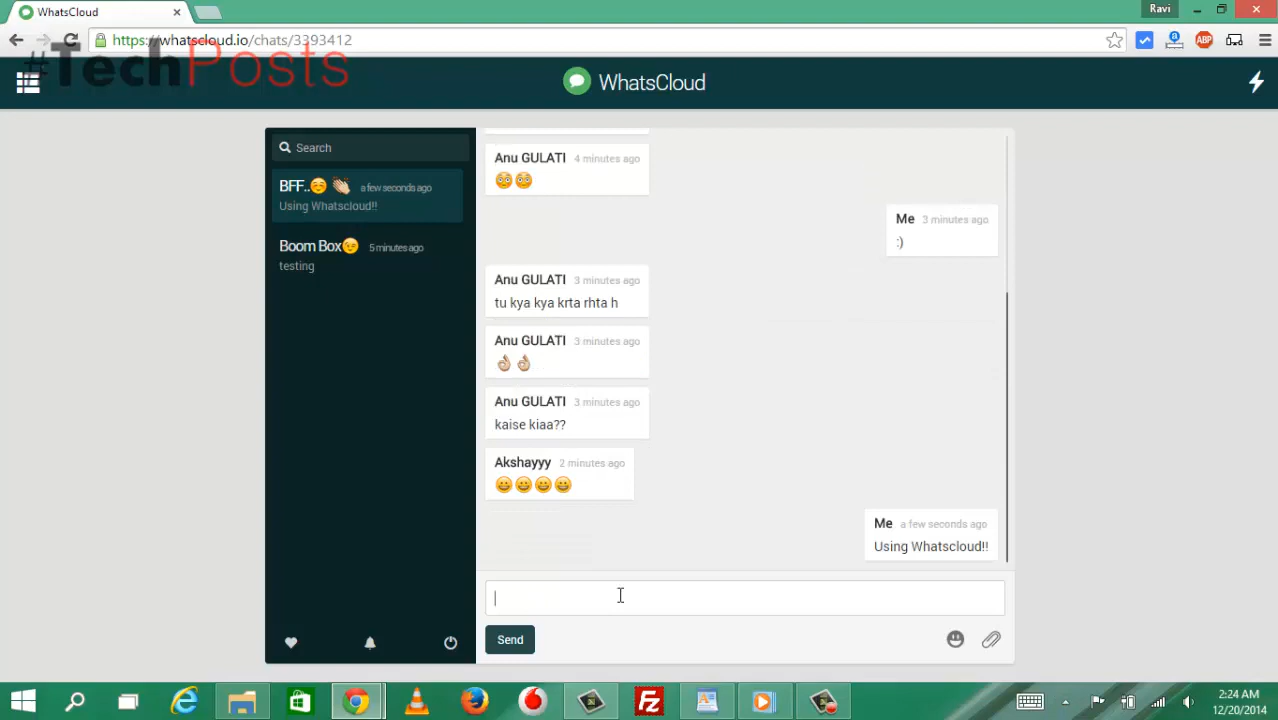 WhatsCloud
Ravi
https://whatscloud.io/chats/3393412
ABP
#TechPosts
WhatsCloud
Search
BFF..☺️ 👏 a few seconds ago
Using Whatscloud!!
Boom Box😉 5 minutes ago
testing
Anu GULATI 4 minutes ago
😳😳
Me 3 minutes ago
:)
Anu GULATI 3 minutes ago
tu kya kya krta rhta h
Anu GULATI 3 minutes ago
👌👌
Anu GULATI 3 minutes ago
kaise kiaa??
Akshayyy 2 minutes ago
😀😀😀😀
Me a few seconds ago
Using Whatscloud!!
Send
Fz
2:24 AM
12/20/2014